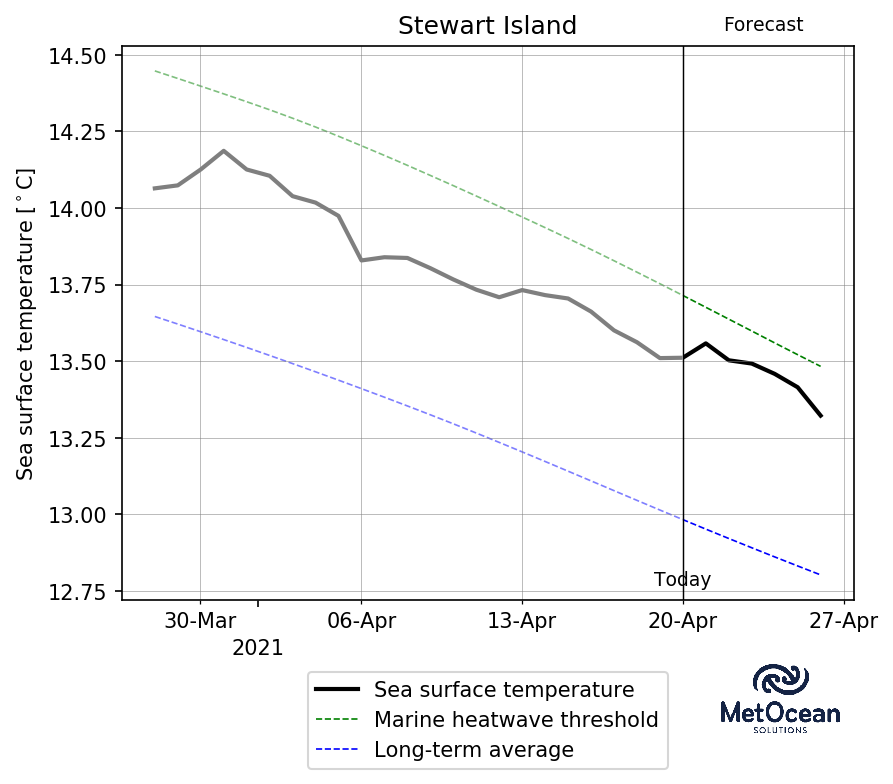 Stewart Island
Forecast
14.50
14.25
14.00
13.75
13.50
13.25
13.00
12.75
Sea surface temperature [°C]
Today
30-Mar 06-Apr 13-Apr 20-Apr 27-Apr
2021
Sea surface temperature
Marine heatwave threshold
Long-term average
MetOcean
SOLUTIONS